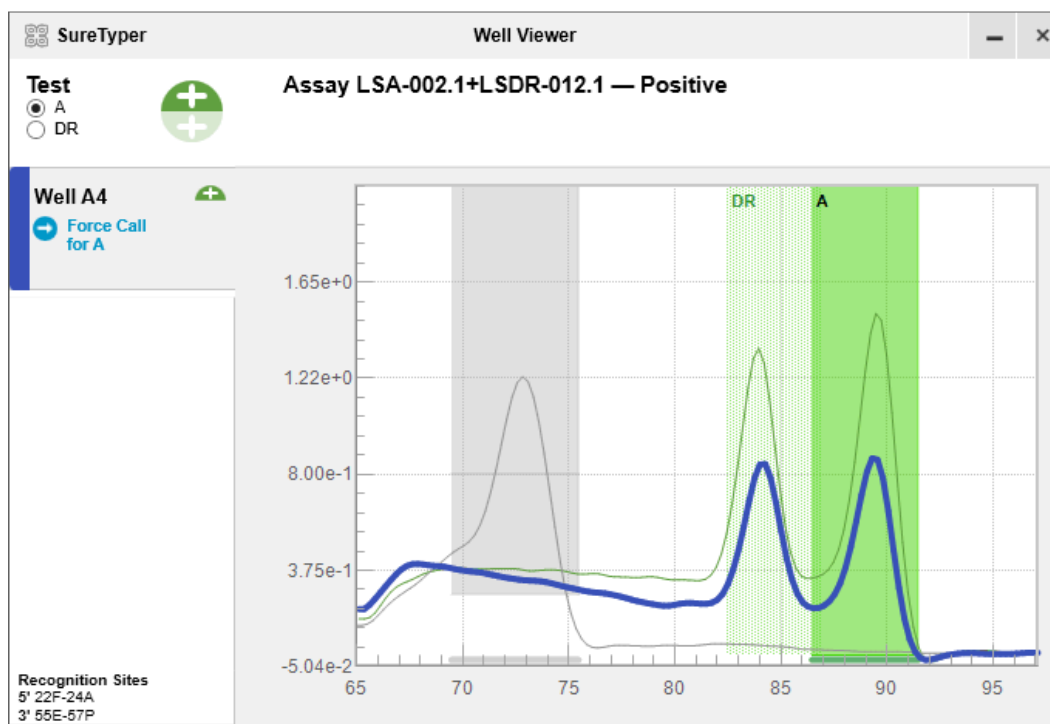 SureTyper
Well Viewer
Test
A
DR
Assay LSA-002.1+LSDR-012.1 — Positive
Well A4
Force Call
for A
DR
A
1.65e+0
1.22e+0
8.00e-1
3.75e-1
-5.04e-2
65 70 75 80 85 90 95
Recognition Sites
5' 22F-24A
3' 55E-57P